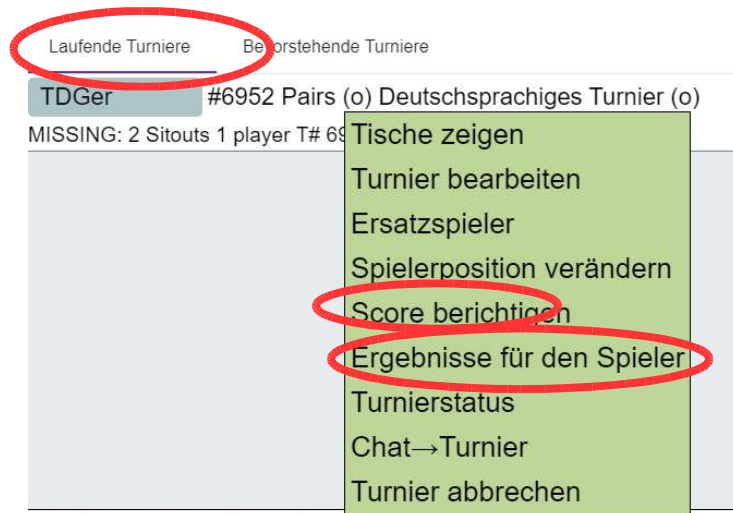 Laufende Turniere Bevorstehende Turniere
TDGer #6952 Pairs (o) Deutschsprachiges Turnier (o)
MISSING: 2 Sitouts 1 player T# 69
Tische zeigen
Turnier bearbeiten
Ersatzspieler
Spielerposition verändern
Score berichtigen
Ergebnisse für den Spieler
Turnierstatus
Chat→Turnier
Turnier abbrechen